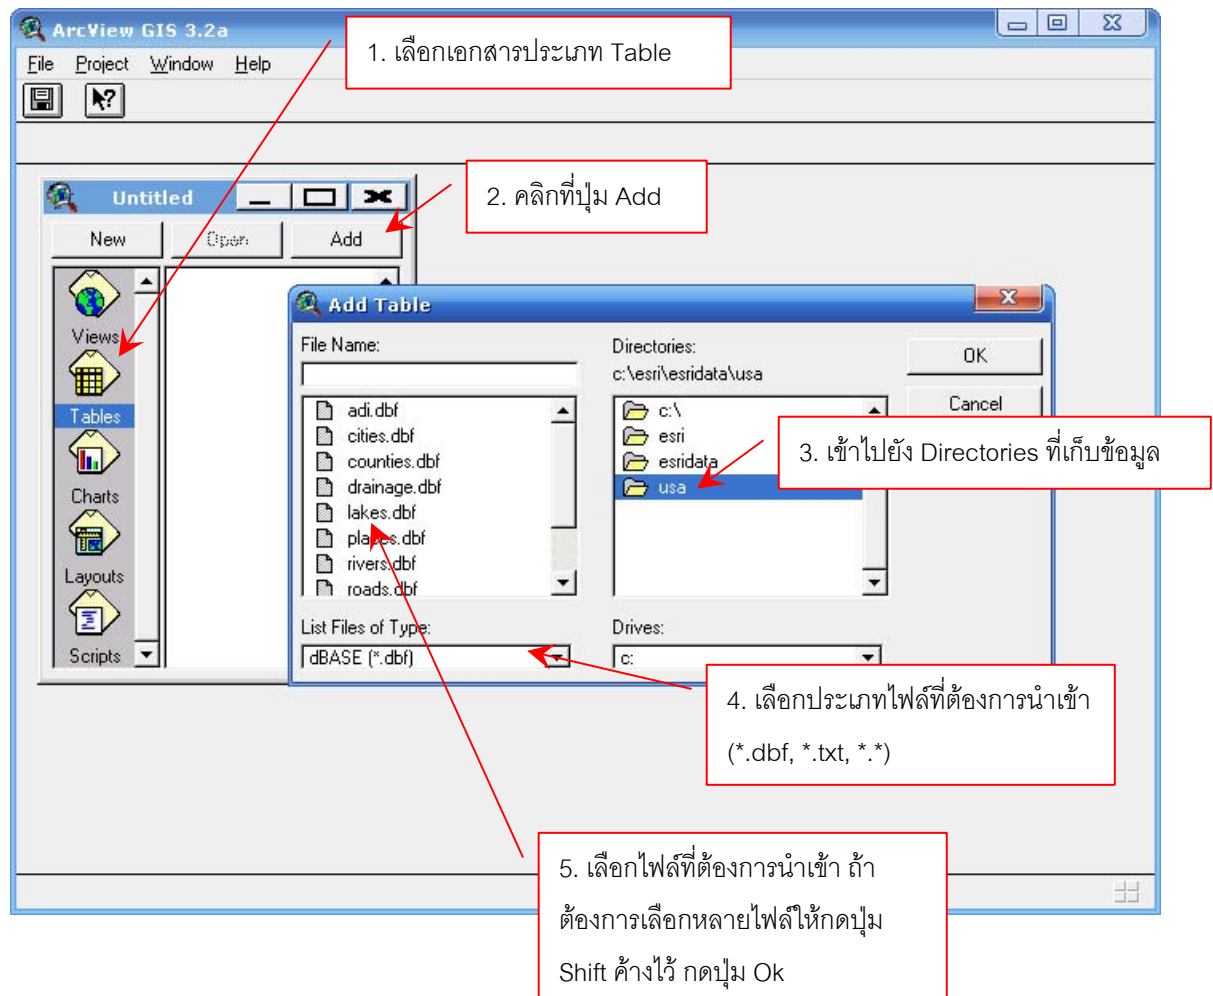 ArcView GIS 3.2a
1. เลือกเอกสารประเภท Table
File Project Window Help
2. คลิกที่ปุ่ม Add
Untitled
New Open Add
Views
Tables
Charts
Layouts
Scripts
Add Table
File Name:
adi.dbf
cities.dbf
counties.dbf
drainage.dbf
lakes.dbf
places.dbf
rivers.dbf
roads.dbf
List Files of Type:
dBASE (*.dbf)
Directories:
c:\esri\esridata\usa
c:\
esri
esridata
usa
Drives:
c:
OK
Cancel
3. เข้าไปยัง Directories ที่เก็บข้อมูล
4. เลือกประเภทไฟล์ที่ต้องการนำเข้า
(*.dbf, *.txt, *.*)
5. เลือกไฟล์ที่ต้องการนำเข้า ถ้า
ต้องการเลือกหลายไฟล์ให้กดปุ่ม
Shift ค้างไว้ กดปุ่ม Ok